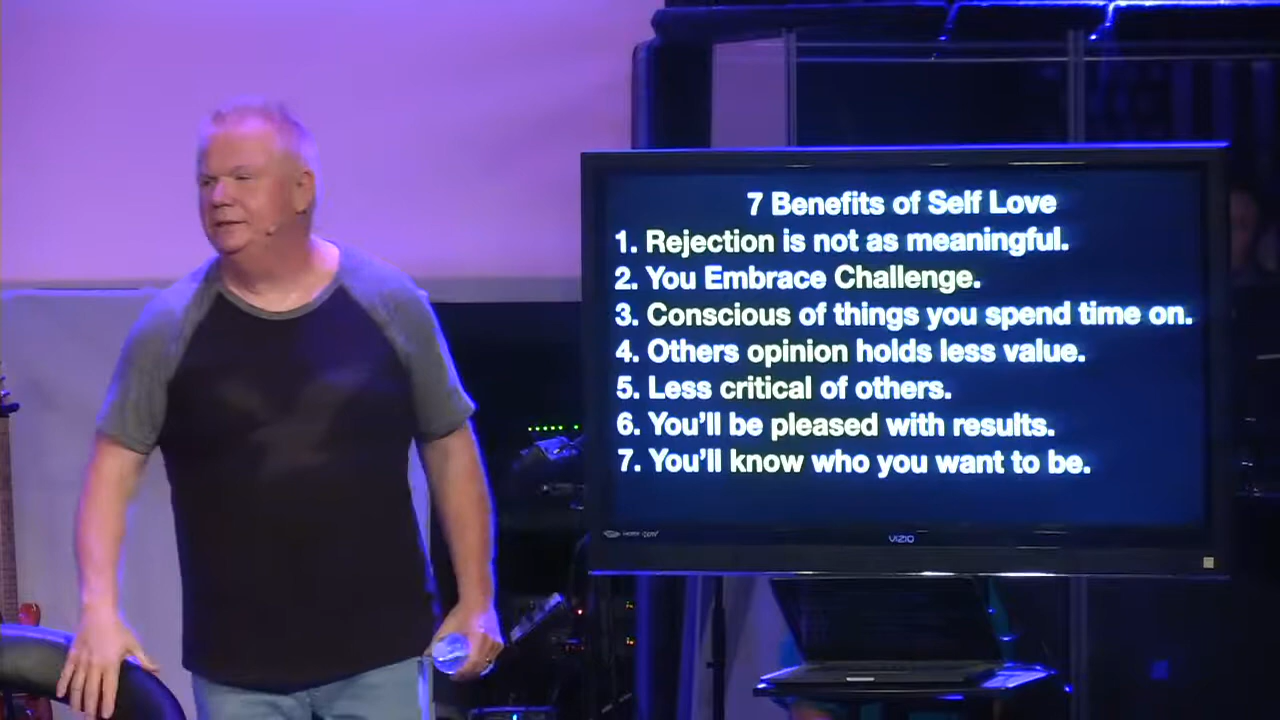 7 Benefits of Self Love
1. Rejection is not as meaningful.
2. You Embrace Challenge.
3. Conscious of things you spend time on.
4. Others opinion holds less value.
5. Less critical of others.
6. You'll be pleased with results.
7. You'll know who you want to be.
VIZIO